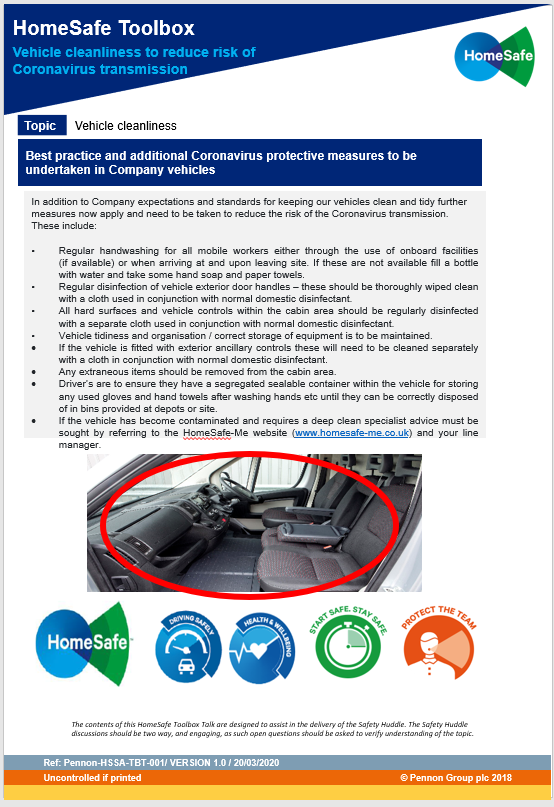 HomeSafe Toolbox
Vehicle cleanliness to reduce risk of
Coronavirus transmission
HomeSafe
Topic Vehicle cleanliness
Best practice and additional Coronavirus protective measures to be
undertaken in Company vehicles
In addition to Company expectations and standards for keeping our vehicles clean and tidy further
measures now apply and need to be taken to reduce the risk of the Coronavirus transmission.
These include:
• Regular handwashing for all mobile workers either through the use of onboard facilities
(if available) or when arriving at and upon leaving site. If these are not available fill a bottle
with water and take some hand soap and paper towels.
• Regular disinfection of vehicle exterior door handles – these should be thoroughly wiped clean
with a cloth used in conjunction with normal domestic disinfectant.
• All hard surfaces and vehicle controls within the cabin area should be regularly disinfected
with a separate cloth used in conjunction with normal domestic disinfectant.
• Vehicle tidiness and organisation / correct storage of equipment is to be maintained.
• If the vehicle is fitted with exterior ancillary controls these will need to be cleaned separately
with a cloth in conjunction with normal domestic disinfectant.
• Any extraneous items should be removed from the cabin area.
• Driver's are to ensure they have a segregated sealable container within the vehicle for storing
any used gloves and hand towels after washing hands etc until they can be correctly disposed
of in bins provided at depots or site.
• If the vehicle has become contaminated and requires a deep clean specialist advice must be
sought by referring to the HomeSafe-Me website (www.homesafe-me.co.uk) and your line
manager.
HomeSafe
DRIVING SAFELY
HEALTH & WELLBEING
START SAFE. STAY SAFE.
PROTECT THE TEAM
The contents of this HomeSafe Toolbox Talk are designed to assist in the delivery of the Safety Huddle. The Safety Huddle
discussions should be two way, and engaging, as such open questions should be asked to verify understanding of the topic.
Ref: Pennon-HSSA-TBT-001/ VERSION 1.0 / 20/03/2020
Uncontrolled if printed © Pennon Group plc 2018